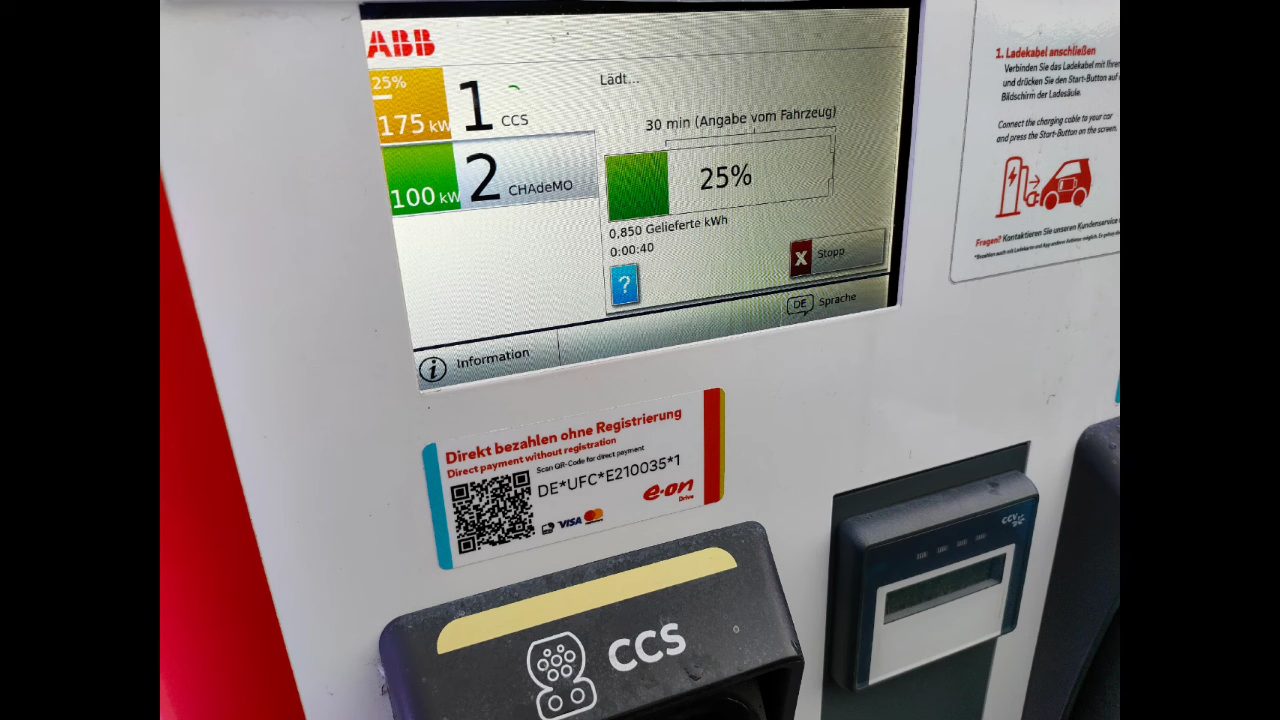 ABB
25%
175 kW
1 CCS
100 kW
2 CHAdeMO
Lädt...
30 min (Angabe vom Fahrzeug)
25%
0,850 Gelieferte kWh
0:00:40
X Stopp
?
DE Sprache
i Information
1. Ladekabel anschließen
Verbinden Sie das Ladekabel mit Ihrem
und drücken Sie den Start-Button auf
Bildschirm der Ladesäule.
Connect the charging cable to your car
and press the Start-Button on the screen.
Fragen? Kontaktieren Sie unseren Kundenservice
Direkt bezahlen ohne Registrierung
Direct payment without registration
Scan QR-Code for direct payment
DE*UFC*E210035*1
e·on
Drive
VISA
CCV
CCS